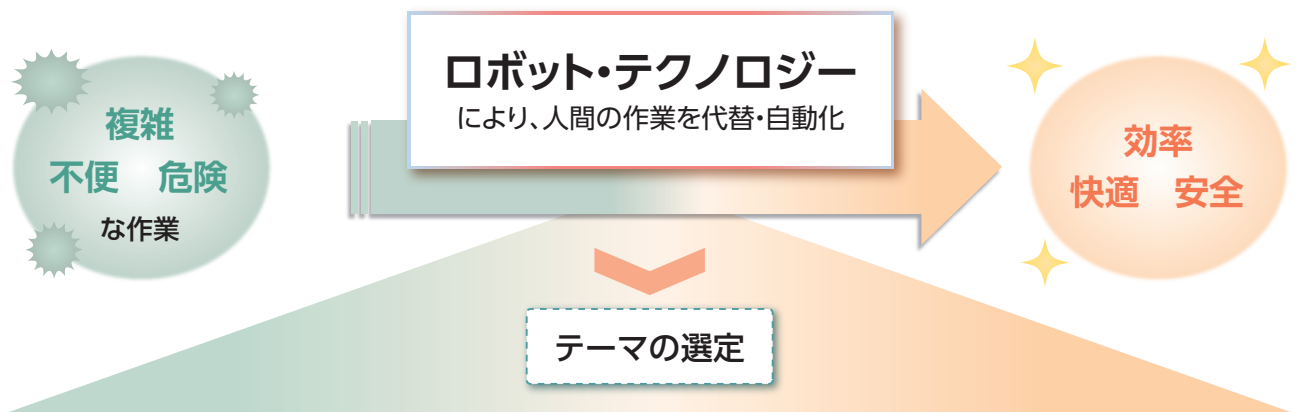 複雑
不便　危険
な作業
ロボット・テクノロジー
により、人間の作業を代替・自動化
効率
快適　安全
テーマの選定